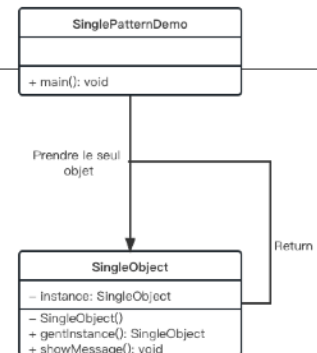 SinglePatternDemo
+ main(): void
Prendre le seul
objet
Return
SingleObject
– instance: SingleObject
– SingleObject()
+ gentInstance(): SingleObject
+ showMessage(): void